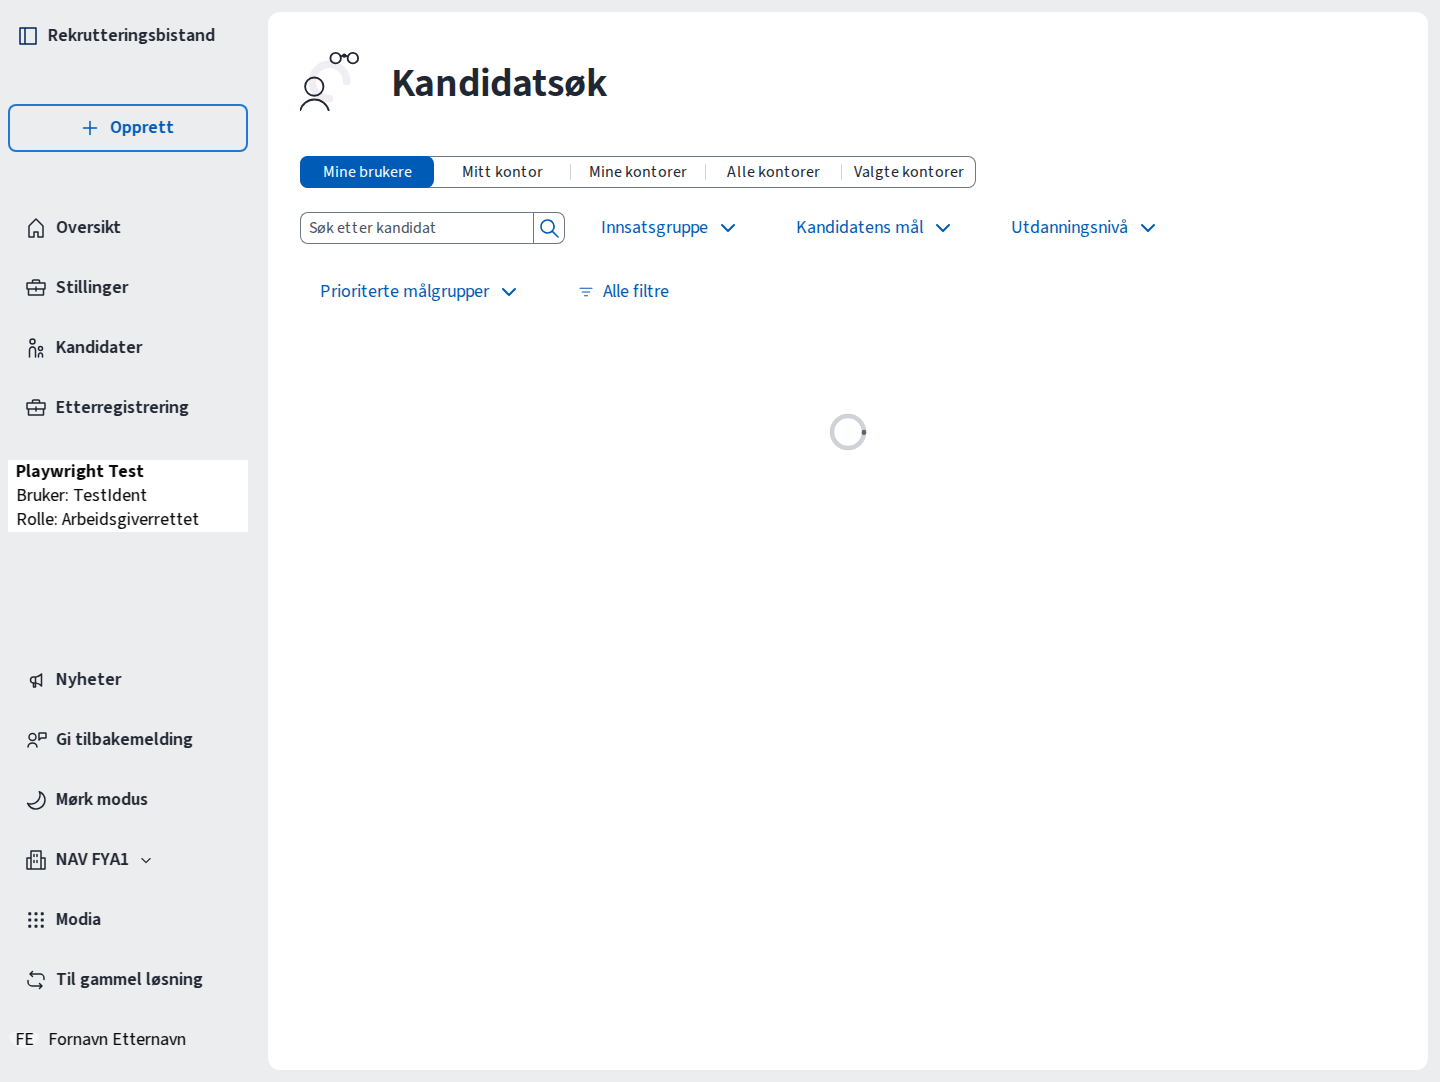 Rekrutteringsbistand
Opprett
Oversikt
Stillinger
Kandidater
Etterregistrering
Playwright Test
Bruker: TestIdent
Rolle: Arbeidsgiverrettet
Nyheter
Gi tilbakemelding
Mørk modus
NAV FYA1
Modia
Til gammel løsning
FE Fornavn Etternavn
Kandidatsøk
Mine brukere Mitt kontor Mine kontorer Alle kontorer Valgte kontorer
Søk etter kandidat Innsatsgruppe Kandidatens mål Utdanningsnivå
Prioriterte målgrupper Alle filtre